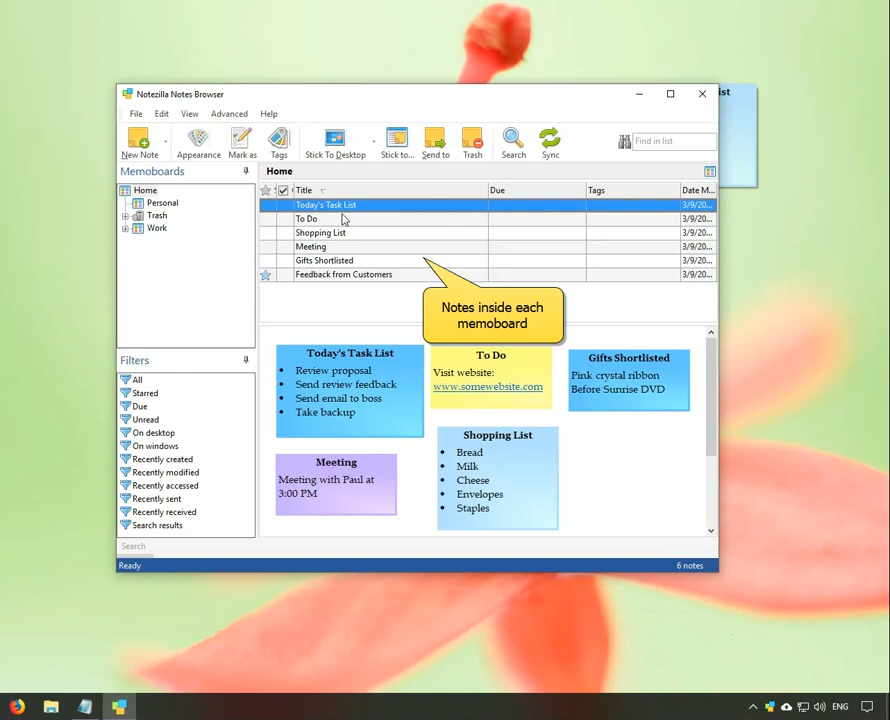 Notezilla Notes Browser
File Edit View Advanced Help
New Note Appearance Mark as Tags Stick To Desktop Stick to... Send to Trash Search Sync Find in list
Memoboards
Home
Personal
Trash
Work
Filters
All
Starred
Due
Unread
On desktop
On windows
Recently created
Recently modified
Recently accessed
Recently sent
Recently received
Search results
Home
Title Due Tags Date M...
Today's Task List 3/9/20...
To Do 3/9/20...
Shopping List 3/9/20...
Meeting 3/9/20...
Gifts Shortlisted 3/9/20...
Feedback from Customers 3/9/20...
Notes inside each
memoboard
Today's Task List
• Review proposal
• Send review feedback
• Send email to boss
• Take backup
To Do
Visit website:
www.somewebsite.com
Gifts Shortlisted
Pink crystal ribbon
Before Sunrise DVD
Meeting
Meeting with Paul at
3:00 PM
Shopping List
• Bread
• Milk
• Cheese
• Envelopes
• Staples
Search
Ready 6 notes
ist
ENG